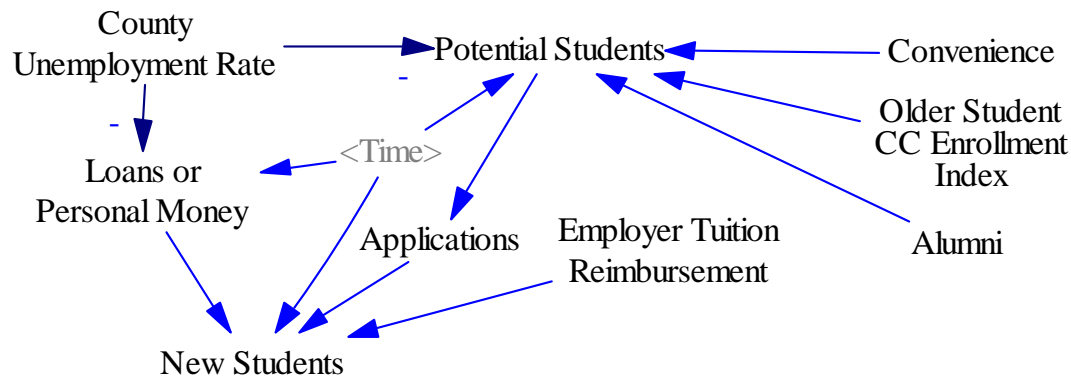 County
Unemployment Rate
Potential Students
Convenience
-
-
Older Student
CC Enrollment
Index
<Time>
Loans or
Personal Money
Applications
Employer Tuition
Reimbursement
Alumni
New Students